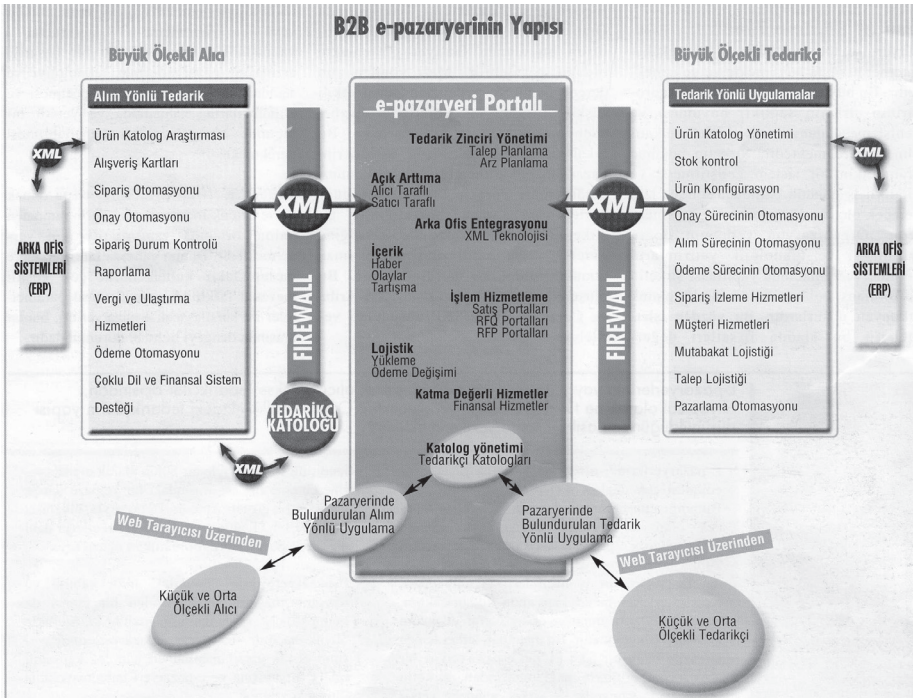 B2B e-pazaryerinin Yapısı
Büyük Ölçekli Alıcı
Alım Yönlü Tedarik
Ürün Katolog Araştırması
Alışveriş Kartları
Sipariş Otomasyonu
Onay Otomasyonu
Sipariş Durum Kontrolü
Raporlama
Vergi ve Ulaştırma
Hizmetleri
Ödeme Otomasyonu
Çoklu Dil ve Finansal Sistem
Desteği
XML
ARKA OFİS
SİSTEMLERİ
(ERP)
XML
FIREWALL
TEDARİKÇİ
KATOLOĞU
XML
e-pazaryeri Portalı
Tedarik Zinciri Yönetimi
Talep Planlama
Arz Planlama
Açık Arttıma
Alıcı Taraflı
Satıcı Taraflı
Arka Ofis Entegrasyonu
XML Teknolojisi
İçerik
Haber
Olaylar
Tartışma
İşlem Hizmetleme
Satış Portalları
RFQ Portalları
RFP Portalları
Lojistik
Yükleme
Ödeme Değişimi
Katma Değerli Hizmetler
Finansal Hizmetler
Katalog yönetimi
Tedarikçi Katologları
Pazaryerinde
Bulundurulan Alım
Yönlü Uygulama
Pazaryerinde
Bulundurulan Tedarik
Yönlü Uygulama
XML
FIREWALL
Büyük Ölçekli Tedarikçi
Tedarik Yönlü Uygulamalar
Ürün Katolog Yönetimi
Stok kontrol
Ürün Konfigürasyon
Onay Sürecinin Otomasyonu
Alım Sürecinin Otomasyonu
Ödeme Sürecinin Otomasyonu
Sipariş İzleme Hizmetleri
Müşteri Hizmetleri
Mutabakat Lojistiği
Talep Lojistiği
Pazarlama Otomasyonu
XML
ARKA OFİS
SİSTEMLERİ
(ERP)
Web Tarayıcısı Üzerinden
Küçük ve Orta
Ölçekli Alıcı
Web Tarayıcısı Üzerinden
Küçük ve Orta
Ölçekli Tedarikçi